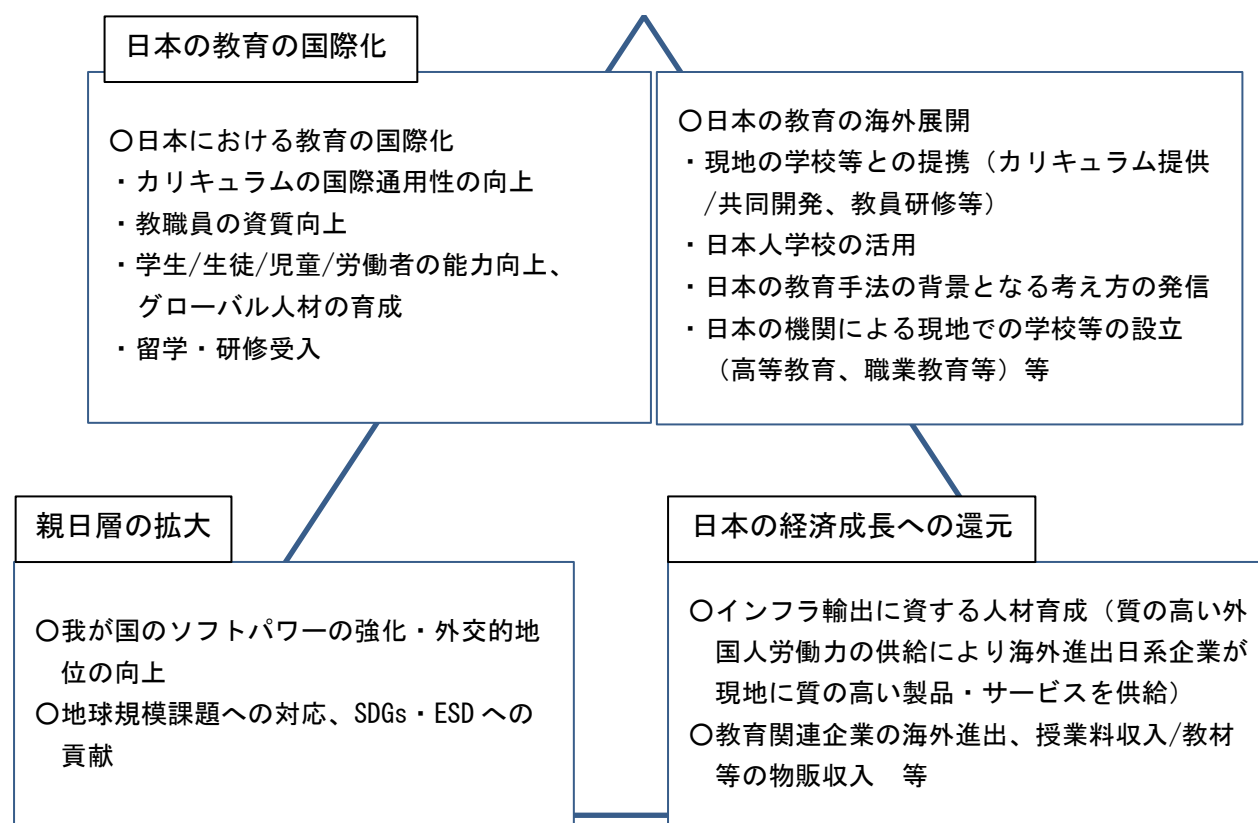 日本の教育の国際化
〇日本における教育の国際化
・カリキュラムの国際通用性の向上
・教職員の資質向上
・学生/生徒/児童/労働者の能力向上、
グローバル人材の育成
・留学・研修受入
〇日本の教育の海外展開
・現地の学校等との提携（カリキュラム提供
/共同開発、教員研修等）
・日本人学校の活用
・日本の教育手法の背景となる考え方の発信
・日本の機関による現地での学校等の設立
（高等教育、職業教育等）等
親日層の拡大
〇我が国のソフトパワーの強化・外交的地
位の向上
〇地球規模課題への対応、SDGs・ESD への
貢献
日本の経済成長への還元
〇インフラ輸出に資する人材育成（質の高い外
国人労働力の供給により海外進出日系企業が
現地に質の高い製品・サービスを供給）
〇教育関連企業の海外進出、授業料収入/教材
等の物販収入　等